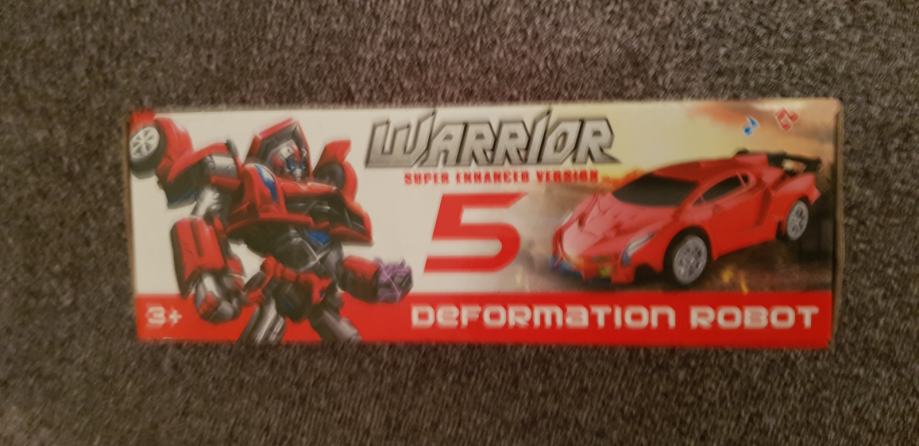 WARRIOR
SUPER ENHANCED VERSION
5
3+
DEFORMATION ROBOT